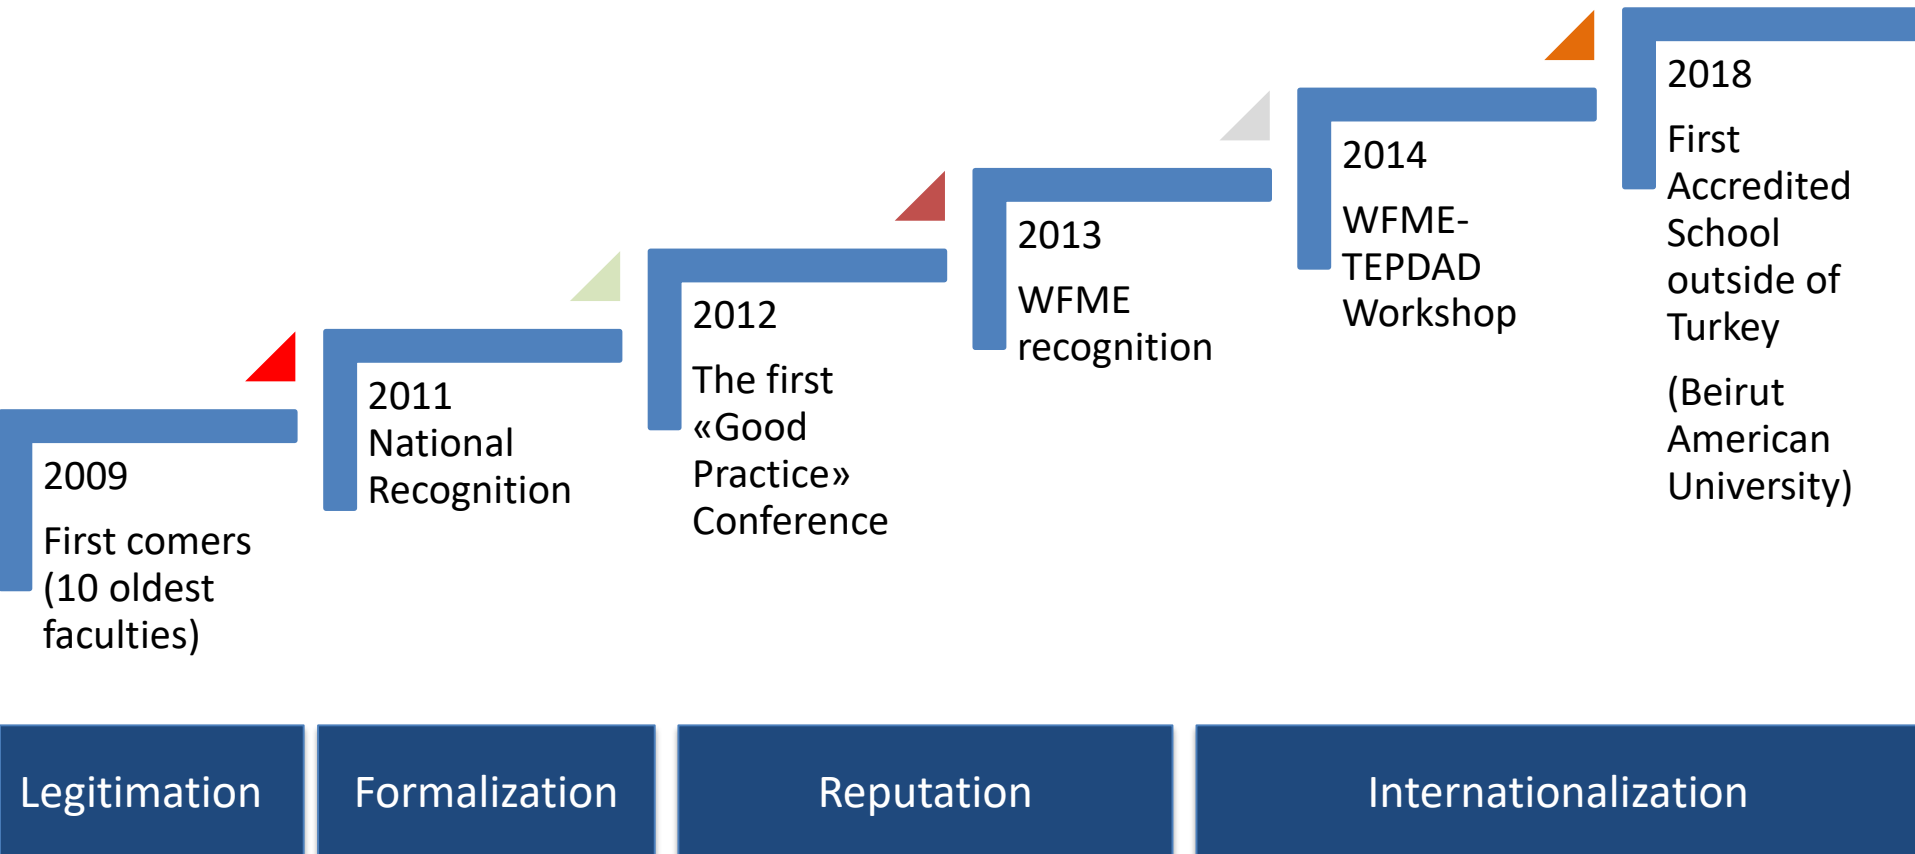 2009
First comers
(10 oldest
faculties)
2011
National
Recognition
2012
The first
«Good
Practice»
Conference
2013
WFME
recognition
2014
WFME-
TEPDAD
Workshop
2018
First
Accredited
School
outside of
Turkey
(Beirut
American
University)
Legitimation
Formalization
Reputation
Internationalization